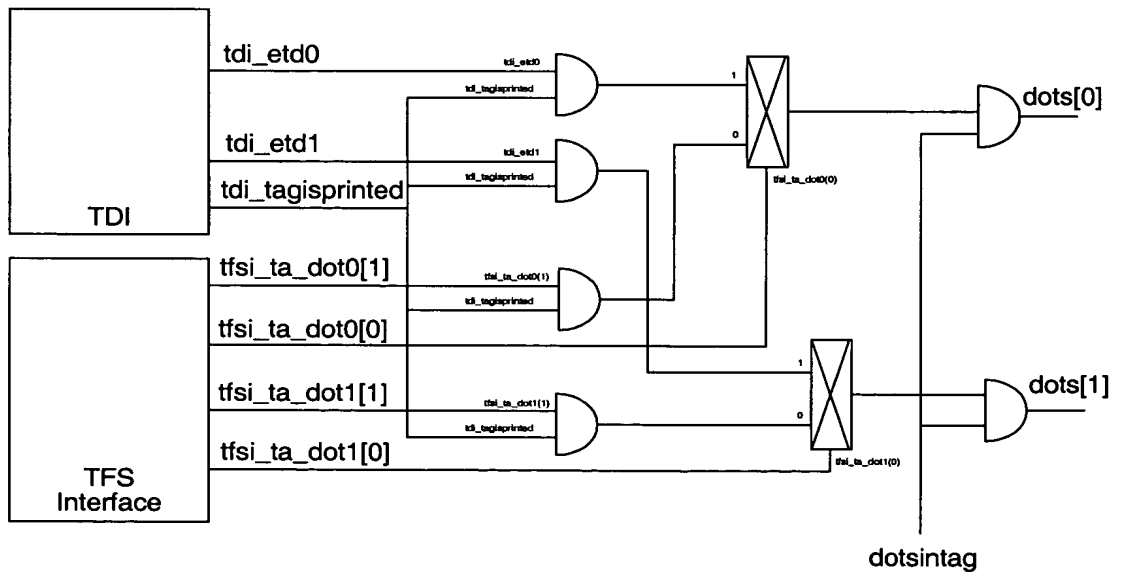 tdi_etd0
tdi_etd0
tdi_tagisprinted
1
dots[0]
tdi_etd1
tdi_etd1
0
tdi_tagisprinted
tdi_tagisprinted
tfsi_ta_dot0(0)
TDI
tfsi_ta_dot0[1]
tfsi_ta_dot0(1)
tdi_tagisprinted
tfsi_ta_dot0[0]
1
tfsi_ta_dot1[1]
tfsi_ta_dot1(1)
dots[1]
0
tdi_tagisprinted
tfsi_ta_dot1[0]
tfsi_ta_dot1(0)
TFS
Interface
dotsintag